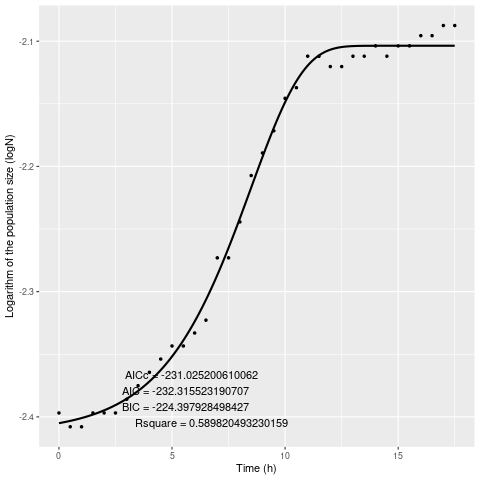 -2.1
-2.2
-2.3
-2.4
Logarithm of the population size (logN)
AICc = -231.025200610062
AIC = -232.315523190707
BIC = -224.397928498427
Rsquare = 0.589820493230159
0 5 10 15
Time (h)